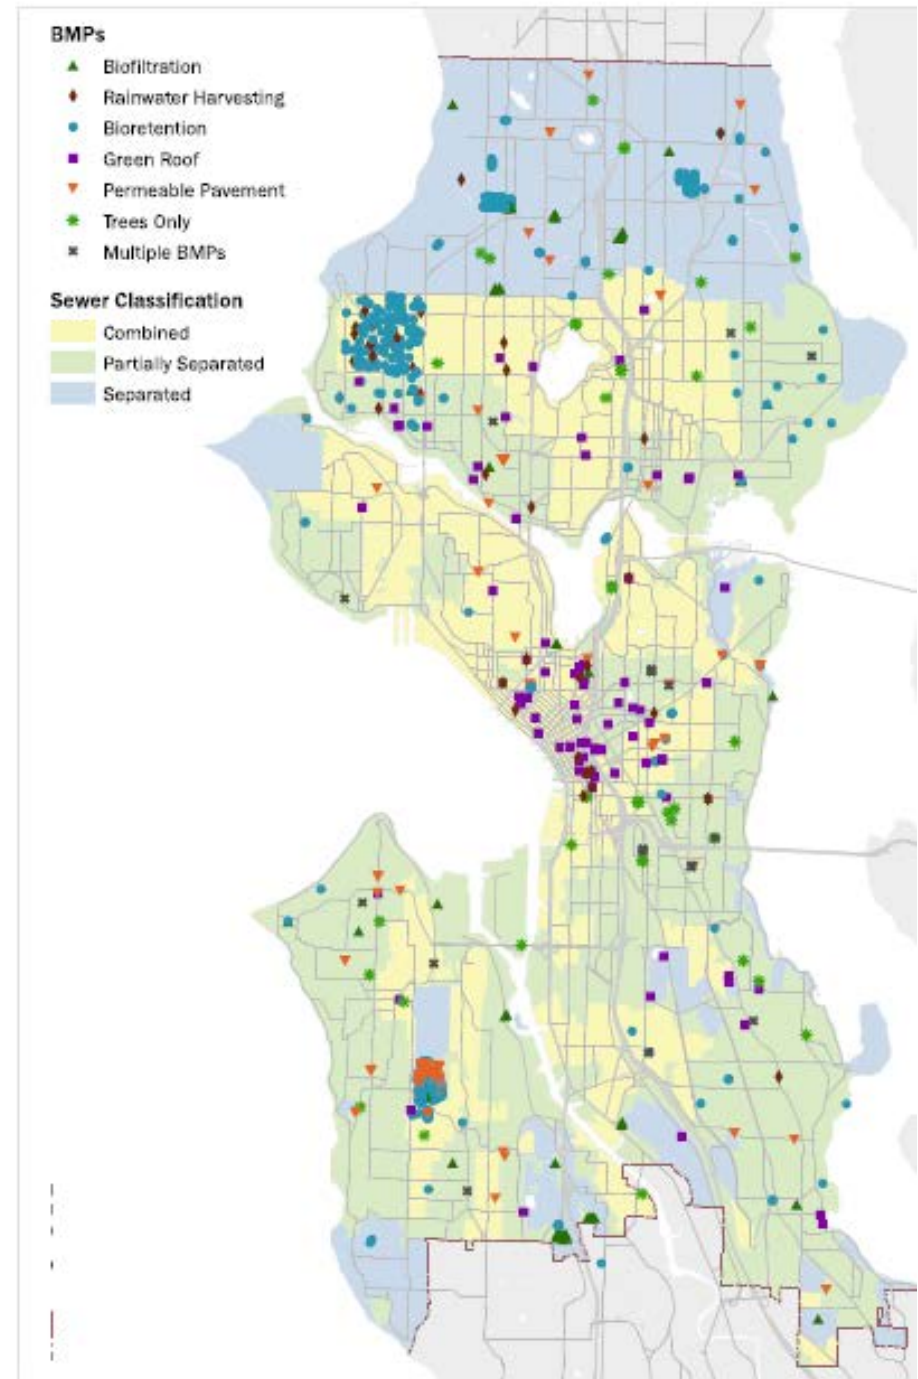 BMPs
Biofiltration
Rainwater Harvesting
Bioretention
Green Roof
Permeable Pavement
Trees Only
Multiple BMPs
Sewer Classification
Combined
Partially Separated
Separated